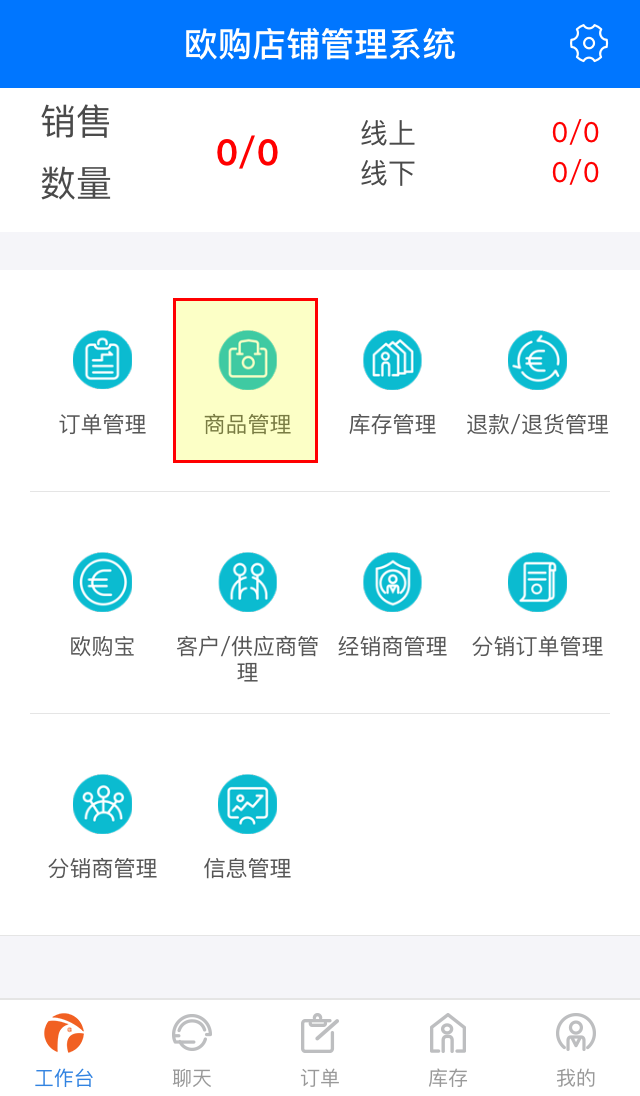 欧购店铺管理系统
销售
数量
0/0
线上 0/0
线下 0/0
订单管理 商品管理 库存管理 退款/退货管理
欧购宝 客户/供应商管理 经销商管理 分销订单管理
分销商管理 信息管理
工作台 聊天 订单 库存 我的